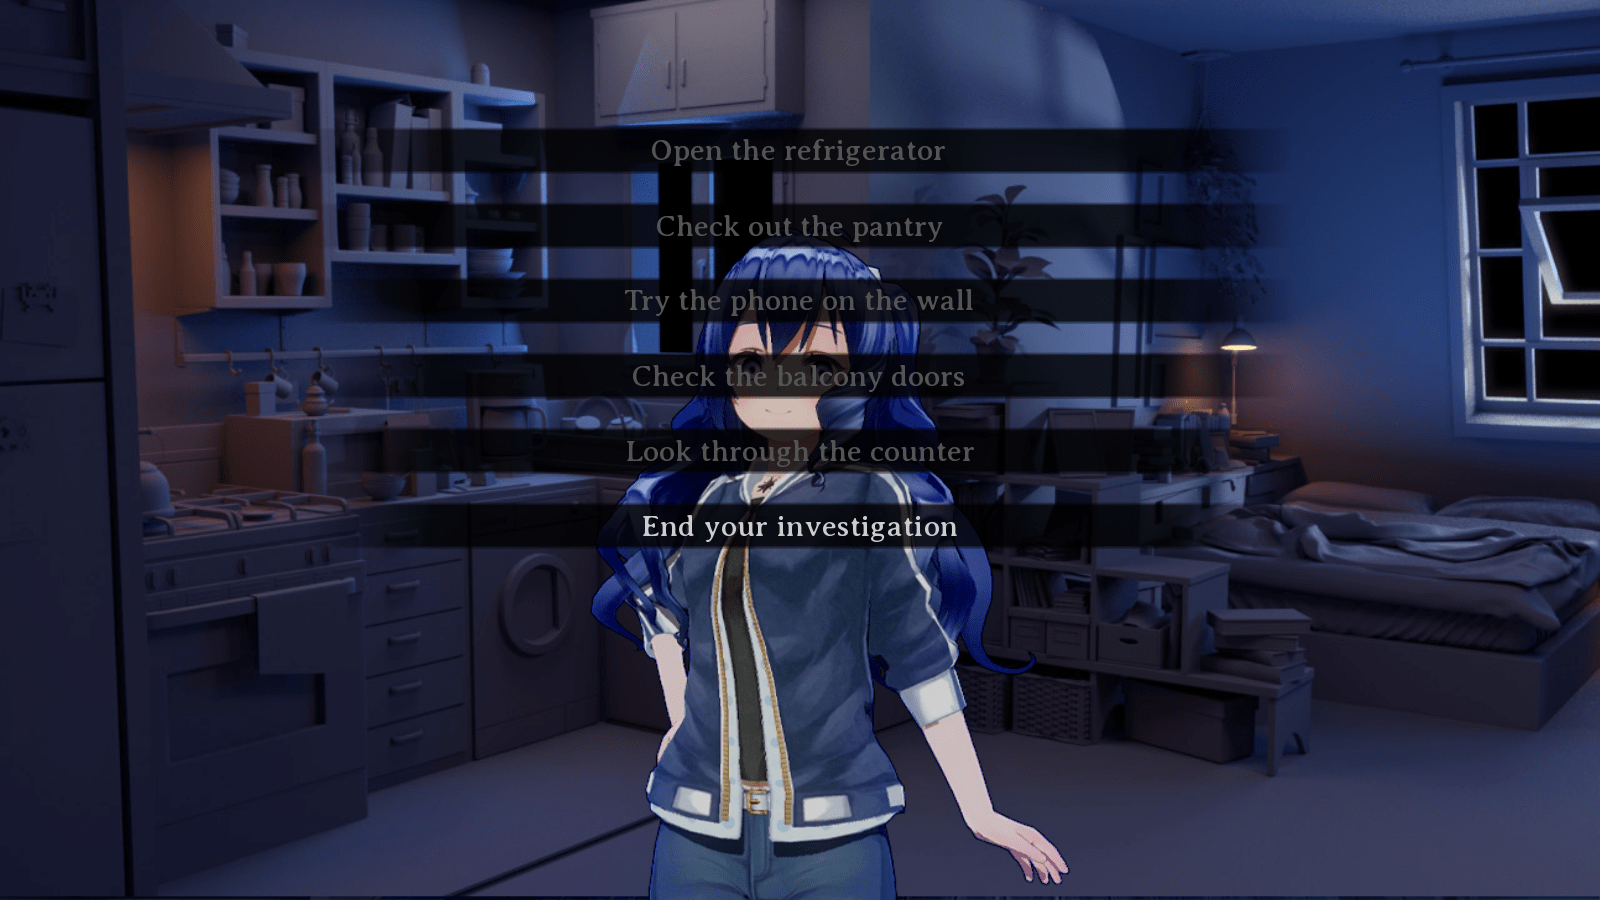 Open the refrigerator
Check out the pantry
Try the phone on the wall
Check the balcony doors
Look through the counter
End your investigation